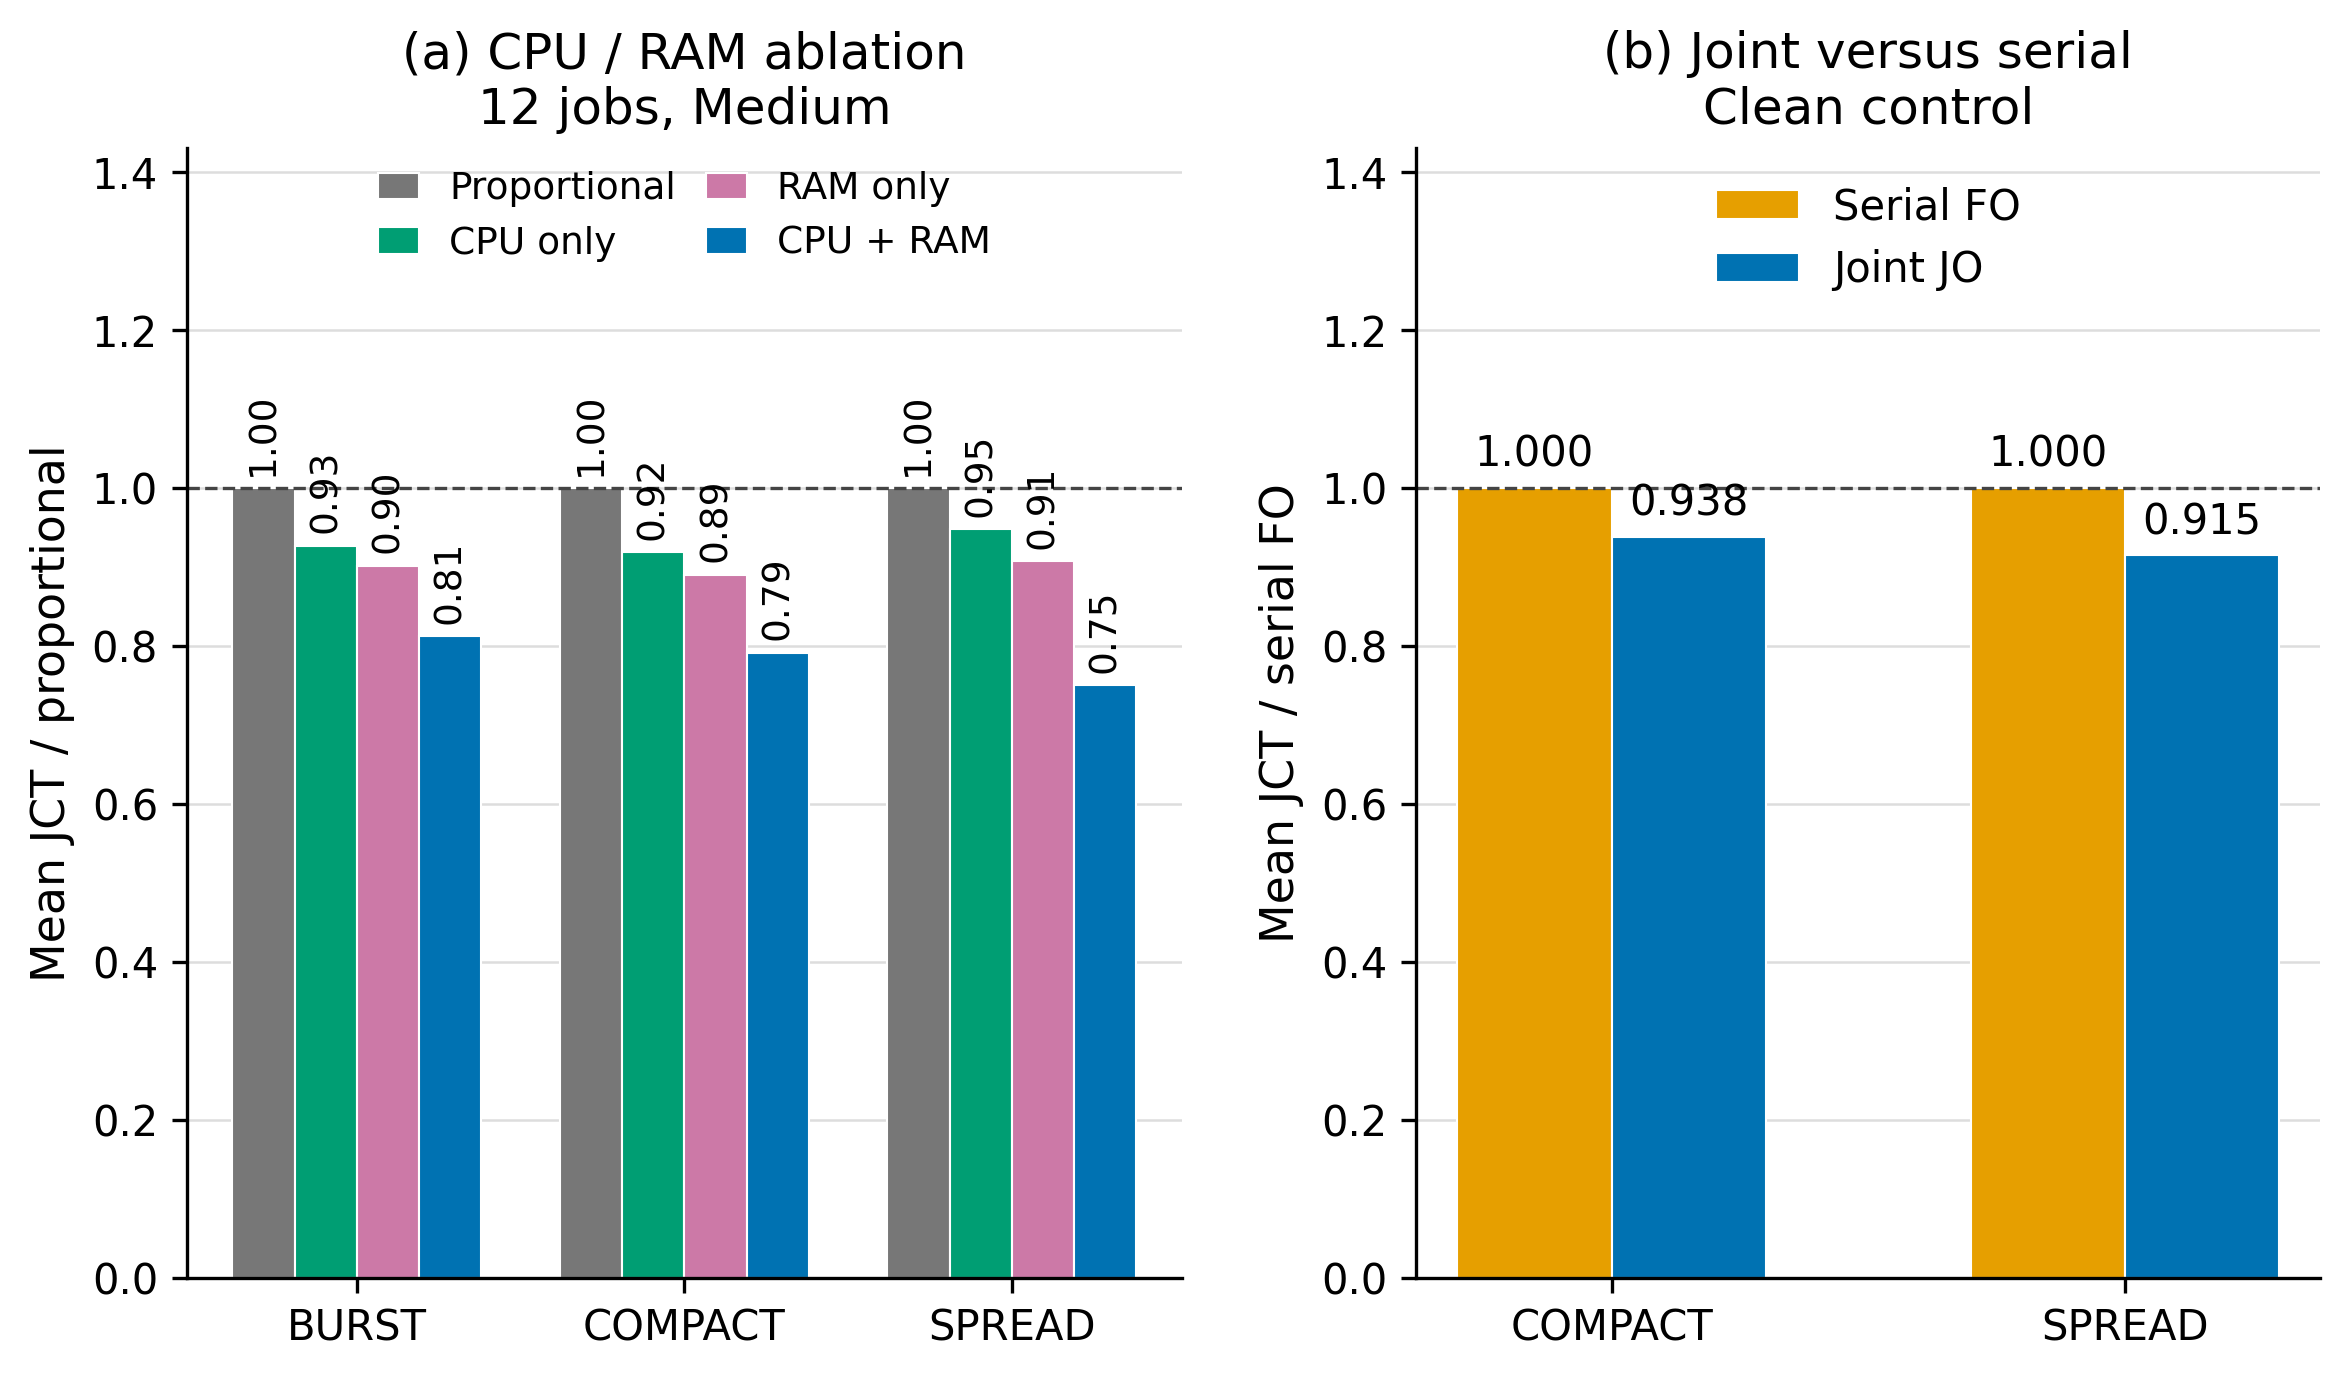 (a) CPU / RAM ablation
12 jobs, Medium
Mean JCT / proportional
1.4
1.2
1.0
0.8
0.6
0.4
0.2
0.0
Proportional
CPU only
RAM only
CPU + RAM
1.00
0.93
0.90
0.81
1.00
0.92
0.89
0.79
1.00
0.95
0.91
0.75
BURST
COMPACT
SPREAD
(b) Joint versus serial
Clean control
Mean JCT / serial FO
1.4
1.2
1.0
0.8
0.6
0.4
0.2
0.0
Serial FO
Joint JO
1.000
0.938
1.000
0.915
COMPACT
SPREAD